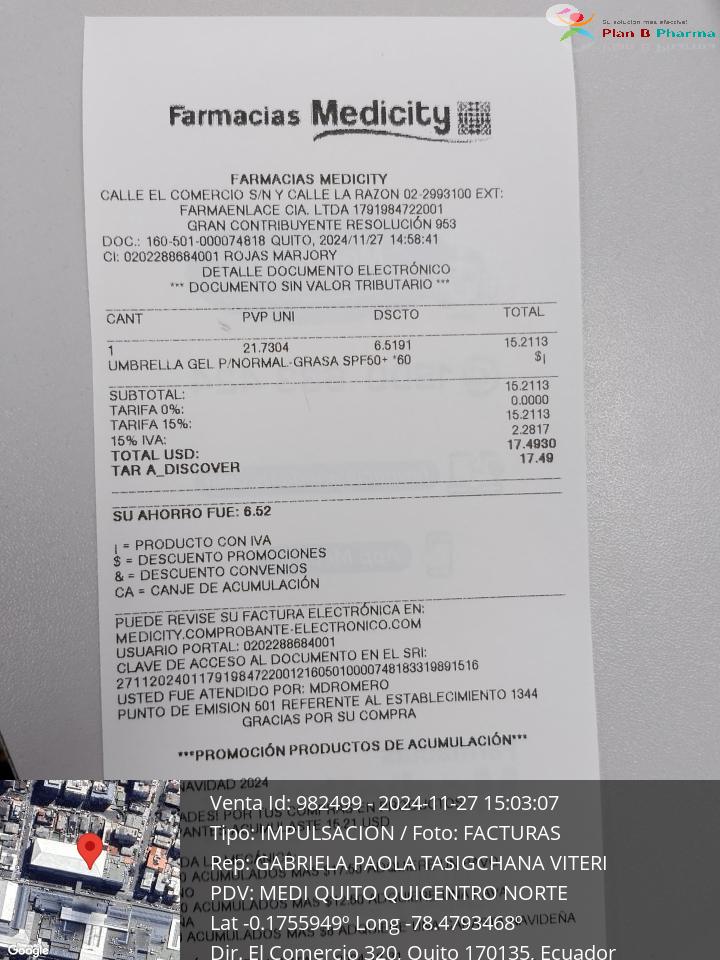 Su solución más efectiva!
Plan B Pharma
Farmacias Medicity
FARMACIAS MEDICITY
CALLE EL COMERCIO S/N Y CALLE LA RAZON 02-2993100 EXT:
FARMAENLACE CIA. LTDA 1791984722001
GRAN CONTRIBUYENTE RESOLUCIÓN 953
DOC.: 160-501-000074818 QUITO, 2024/11/27 14:58:41
CI: 0202288684001 ROJAS MARJORY
DETALLE DOCUMENTO ELECTRÓNICO
*** DOCUMENTO SIN VALOR TRIBUTARIO ***
CANT PVP UNI DSCTO TOTAL
1 21.7304 6.5191 15.2113
UMBRELLA GEL P/NORMAL-GRASA SPF50+ *60 $|
SUBTOTAL: 15.2113
TARIFA 0%: 0.0000
TARIFA 15%: 15.2113
15% IVA: 2.2817
TOTAL USD: 17.4930
TAR A_DISCOVER 17.49
SU AHORRO FUE: 6.52
| = PRODUCTO CON IVA
$ = DESCUENTO PROMOCIONES
& = DESCUENTO CONVENIOS
CA = CANJE DE ACUMULACIÓN
PUEDE REVISE SU FACTURA ELECTRÓNICA EN:
MEDICITY.COMPROBANTE-ELECTRONICO.COM
USUARIO PORTAL: 0202288684001
CLAVE DE ACCESO AL DOCUMENTO EN EL SRI:
2711202401179198472200121605010000748183319891516
USTED FUE ATENDIDO POR: MDROMERO
PUNTO DE EMISION 501 REFERENTE AL ESTABLECIMIENTO 1344
GRACIAS POR SU COMPRA
***PROMOCIÓN PRODUCTOS DE ACUMULACIÓN***
NAVIDAD 2024
Venta Id: 982499 - 2024-11-27 15:03:07
Tipo: IMPULSACION / Foto: FACTURAS
Rep: GABRIELA PAOLA TASIGCHANA VITERI
PDV: MEDI QUITO QUICENTRO NORTE
Lat -0.1755949º Long -78.4793468º
Dir. El Comercio 320, Quito 170135, Ecuador
Google